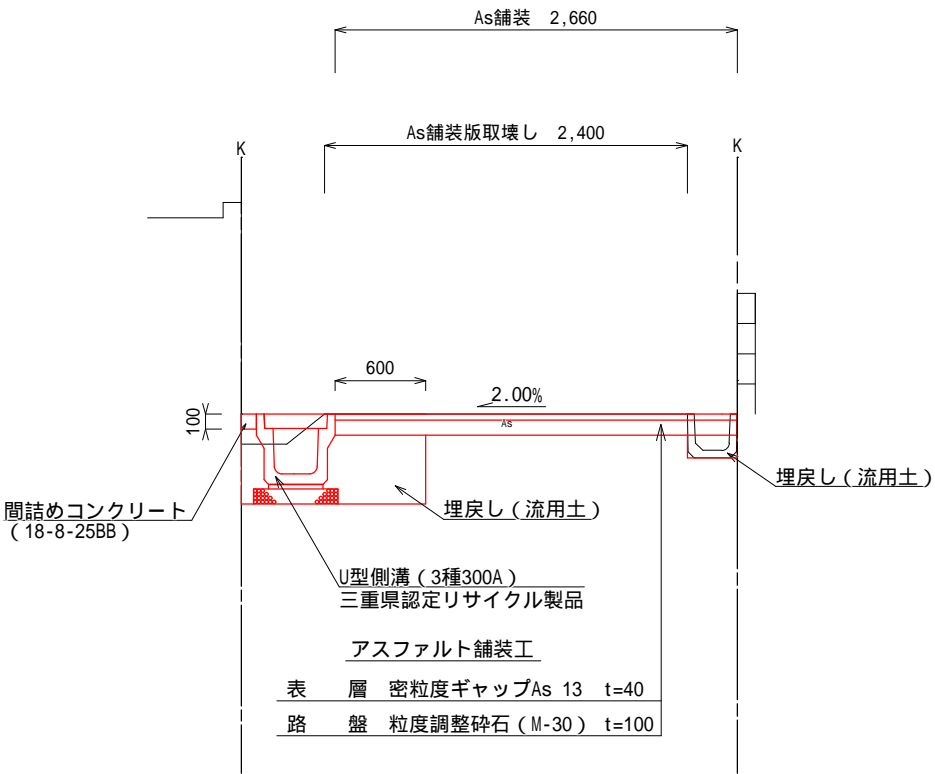 As舗装 2,660
As舗装版取壊し 2,400
K
K
600
2.00%
100
As
埋戻し（流用土）
埋戻し（流用土）
間詰めコンクリート
（18-8-25BB）
U型側溝（3種300A）
三重県認定リサイクル製品
アスファルト舗装工
表 層 密粒度ギャップAs 13 t=40
路 盤 粒度調整砕石（M-30） t=100